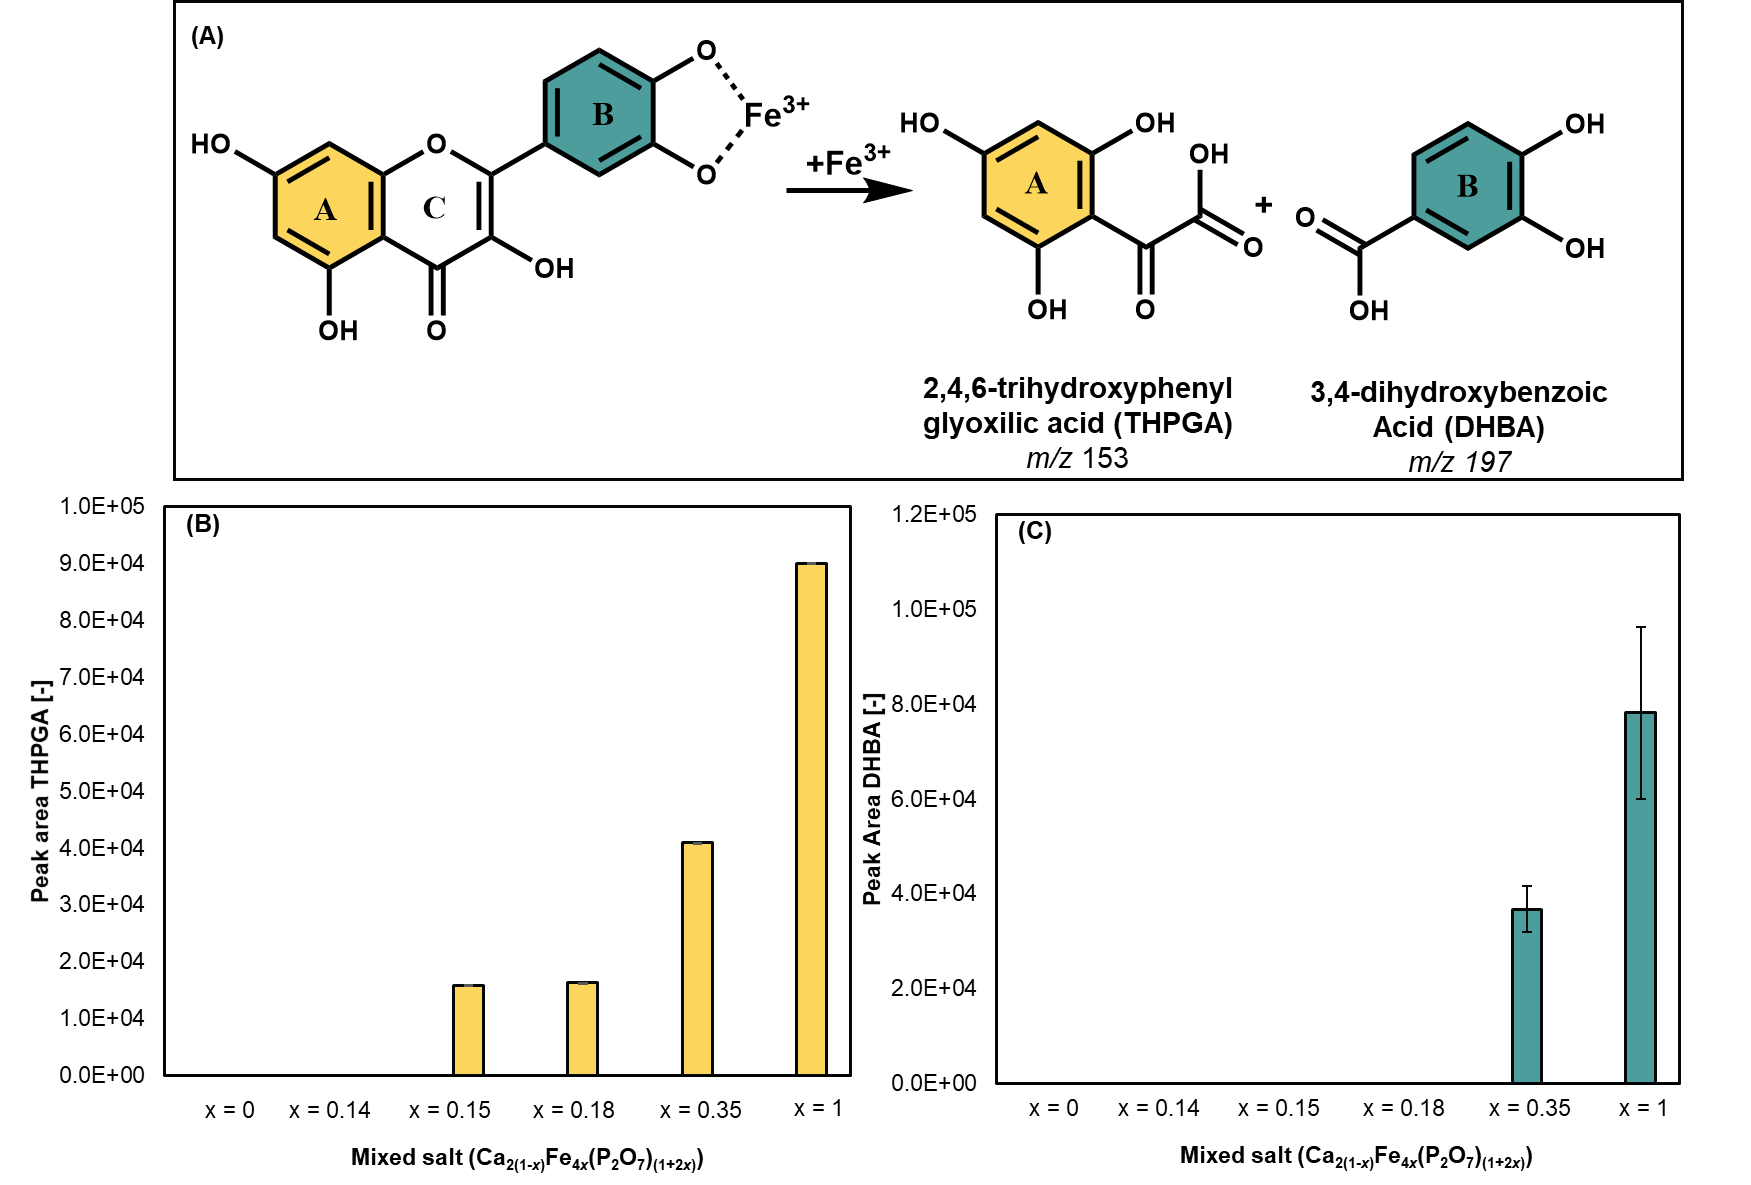 (A)
HO
O
O
O
Fe3+
A
B
C
OH
OH
O
+Fe3+
HO
OH
OH
O
O
OH
A
+
O
OH
OH
OH
B
2,4,6-trihydroxyphenyl
glyoxilic acid (THPGA)
m/z 153
3,4-dihydroxybenzoic
Acid (DHBA)
m/z 197
(B)
Peak area THPGA [-]
1.0E+05
9.0E+04
8.0E+04
7.0E+04
6.0E+04
5.0E+04
4.0E+04
3.0E+04
2.0E+04
1.0E+04
0.0E+00
x = 0 x = 0.14 x = 0.15 x = 0.18 x = 0.35 x = 1
Mixed salt (Ca2(1-x)Fe4x(P2O7)(1+2x))
(C)
Peak Area DHBA [-]
1.2E+05
1.0E+05
8.0E+04
6.0E+04
4.0E+04
2.0E+04
0.0E+00
x = 0 x = 0.14 x = 0.15 x = 0.18 x = 0.35 x = 1
Mixed salt (Ca2(1-x)Fe4x(P2O7)(1+2x))